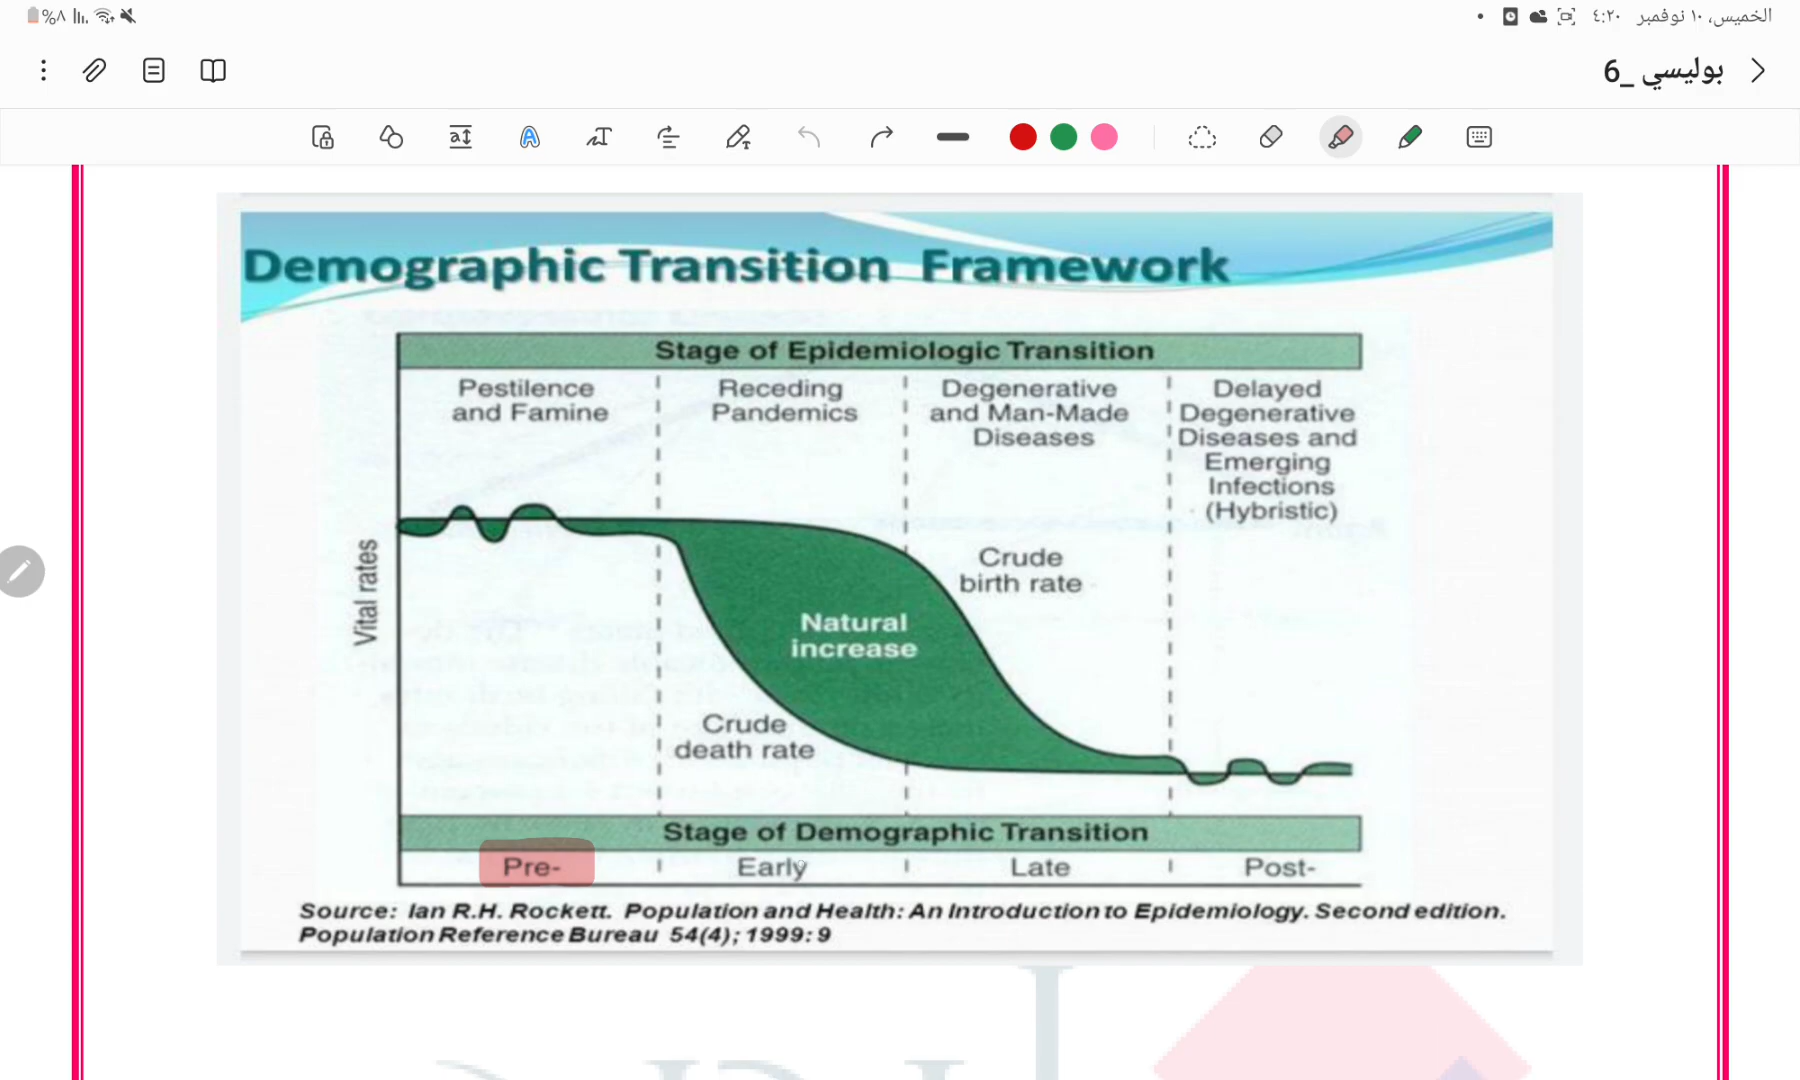 %٨
الخميس، ١٠ نوفمبر ٤:٢٠
بوليسي _6
Demographic Transition Framework
Stage of Epidemiologic Transition
Pestilence
and Famine
Receding
Pandemics
Degenerative
and Man-Made
Diseases
Delayed
Degenerative
Diseases and
Emerging
Infections
(Hybristic)
Vital rates
Crude
birth rate
Natural
increase
Crude
death rate
Stage of Demographic Transition
Pre-
Early
Late
Post-
Source: Ian R.H. Rockett. Population and Health: An Introduction to Epidemiology. Second edition.
Population Reference Bureau 54(4); 1999: 9